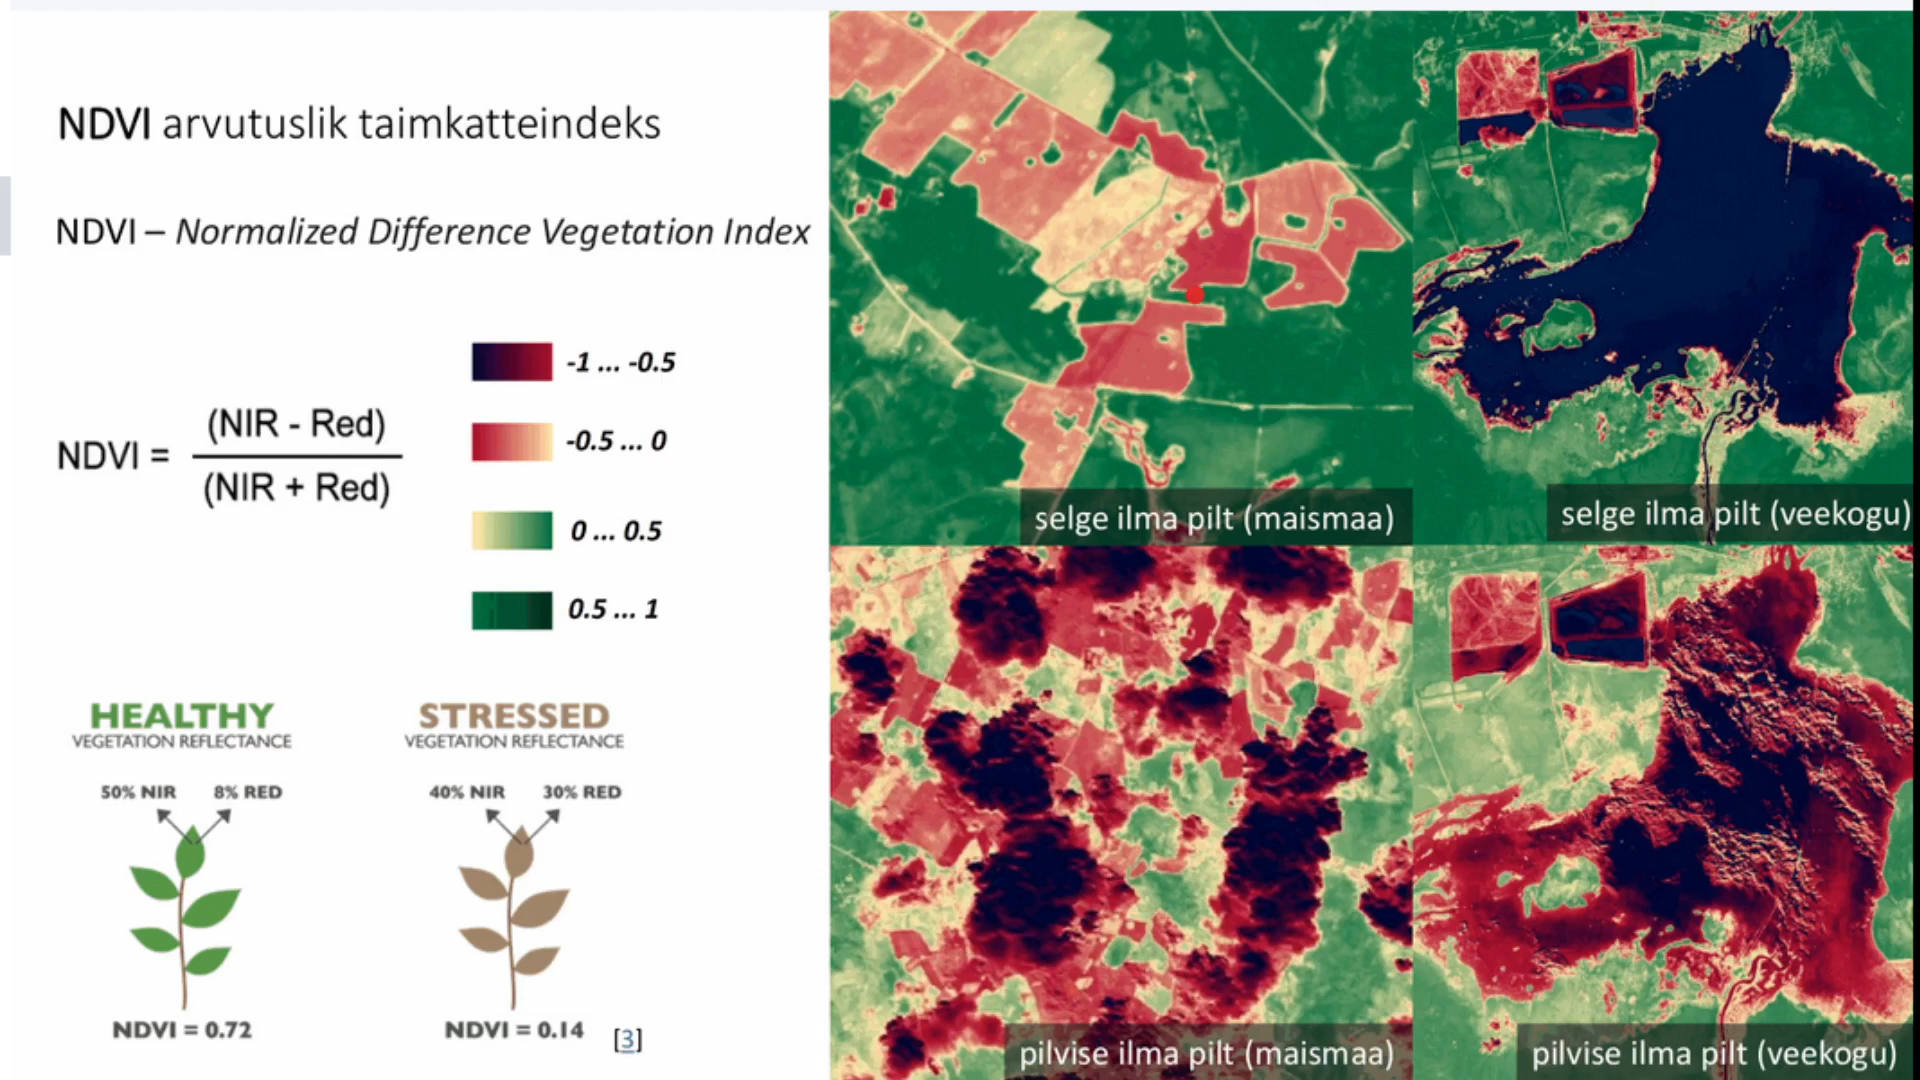 NDVI arvutuslik taimkatteindeks
NDVI – Normalized Difference Vegetation Index
NDVI = (NIR - Red)
(NIR + Red)
-1 ... -0.5
-0.5 ... 0
0 ... 0.5
0.5 ... 1
HEALTHY
VEGETATION REFLECTANCE
50% NIR 8% RED
NDVI = 0.72
STRESSED
VEGETATION REFLECTANCE
40% NIR 30% RED
NDVI = 0.14
[3]
selge ilma pilt (maismaa)
selge ilma pilt (veekogu)
pilvise ilma pilt (maismaa)
pilvise ilma pilt (veekogu)